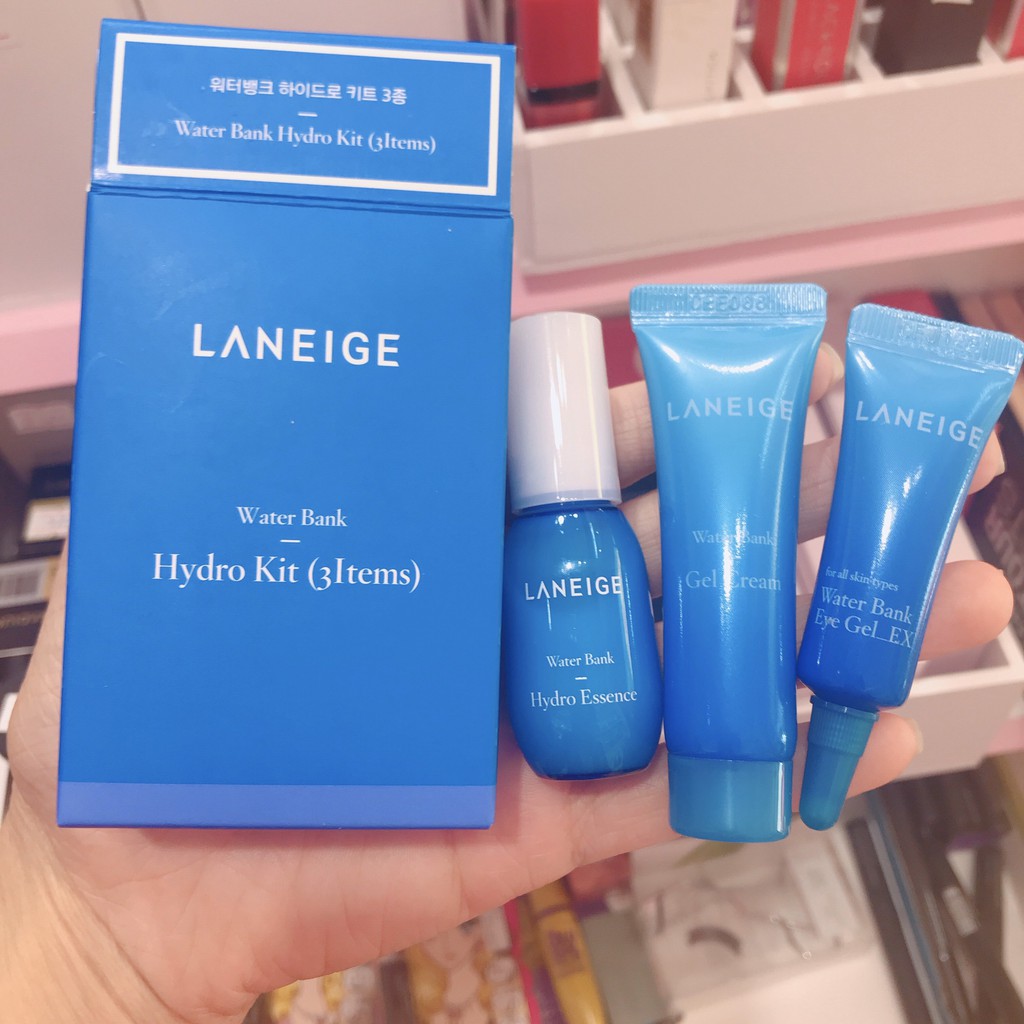 워터뱅크 하이드로 키트 3종
Water Bank Hydro Kit (3Items)
LANEIGE
Water Bank
Hydro Kit (3Items)
LANEIGE
Water Bank
Hydro Essence
LANEIGE
Water Bank
Gel_Cream
LANEIGE
for all skin types
Water Bank
Eye Gel_EX